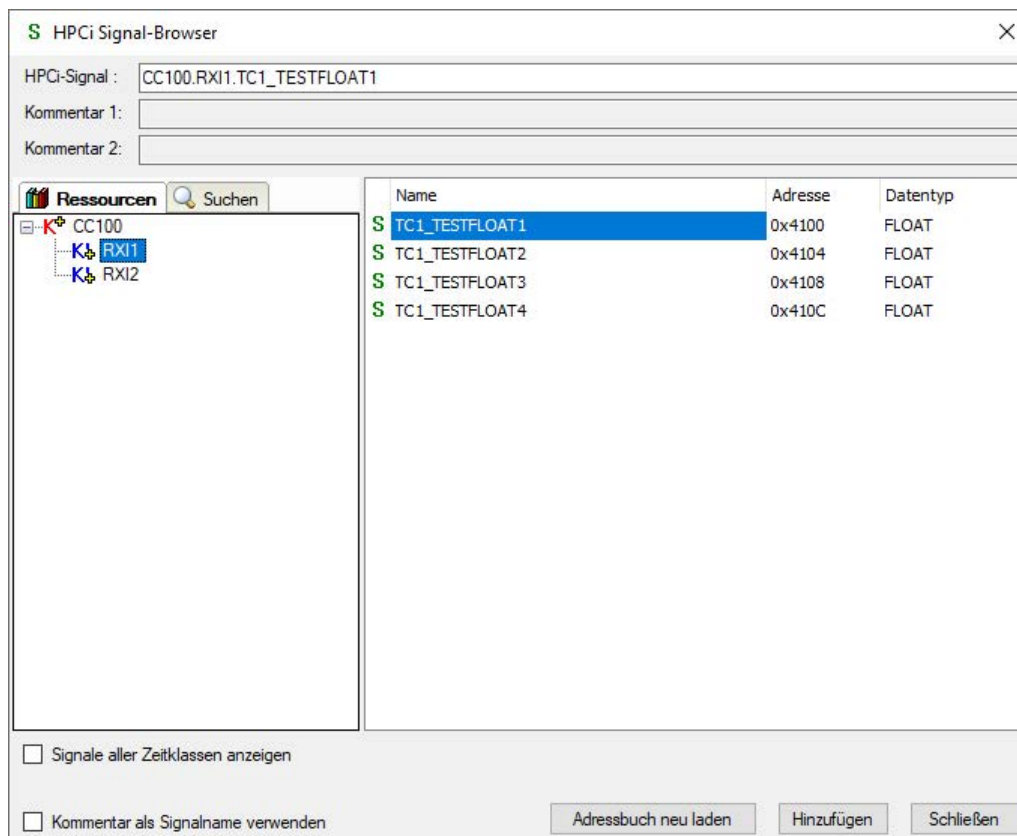 HPCi Signal-Browser
HPCi-Signal : CC100.RXI1.TC1_TESTFLOAT1
Kommentar 1:
Kommentar 2:
Ressourcen Suchen
CC100
RXI1
RXI2
Name Adresse Datentyp
S TC1_TESTFLOAT1 0x4100 FLOAT
S TC1_TESTFLOAT2 0x4104 FLOAT
S TC1_TESTFLOAT3 0x4108 FLOAT
S TC1_TESTFLOAT4 0x410C FLOAT
Signale aller Zeitklassen anzeigen
Kommentar als Signalname verwenden
Adressbuch neu laden Hinzufügen Schließen